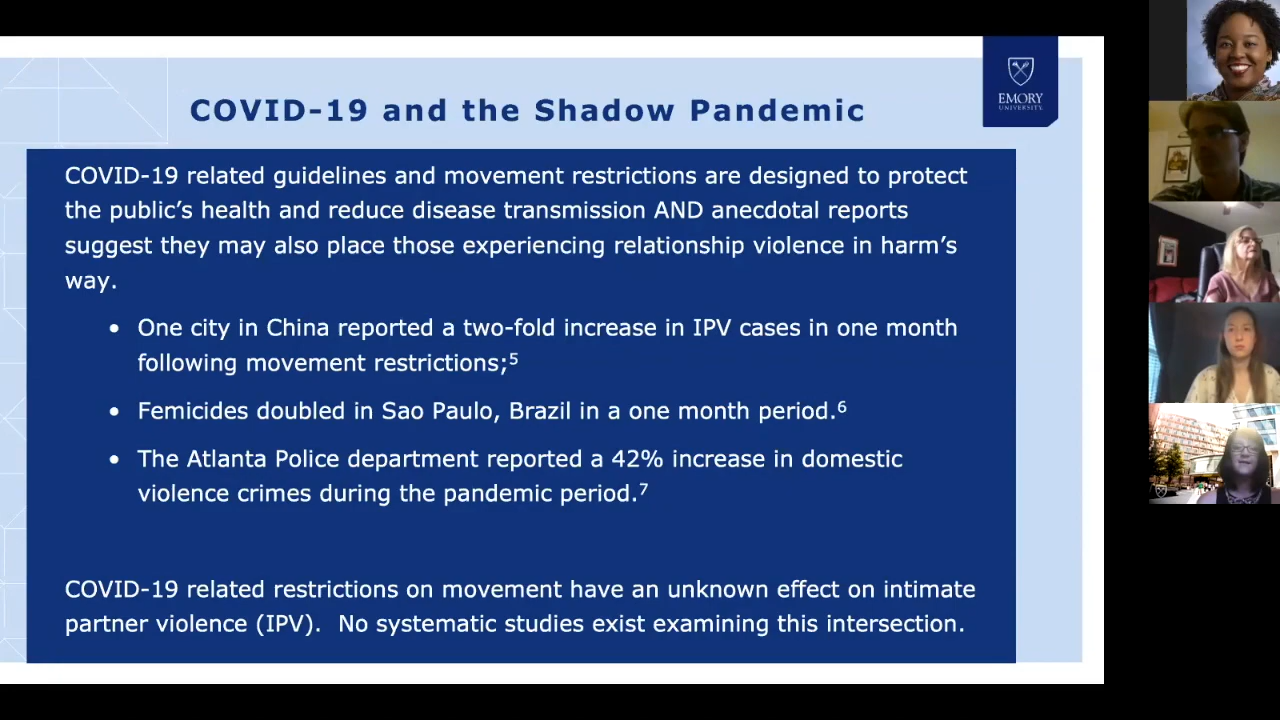 EMORY
UNIVERSITY
COVID-19 and the Shadow Pandemic
COVID-19 related guidelines and movement restrictions are designed to protect
the public’s health and reduce disease transmission AND anecdotal reports
suggest they may also place those experiencing relationship violence in harm’s
way.
• One city in China reported a two-fold increase in IPV cases in one month
following movement restrictions;⁵
• Femicides doubled in Sao Paulo, Brazil in a one month period.⁶
• The Atlanta Police department reported a 42% increase in domestic
violence crimes during the pandemic period.⁷
COVID-19 related restrictions on movement have an unknown effect on intimate
partner violence (IPV).  No systematic studies exist examining this intersection.